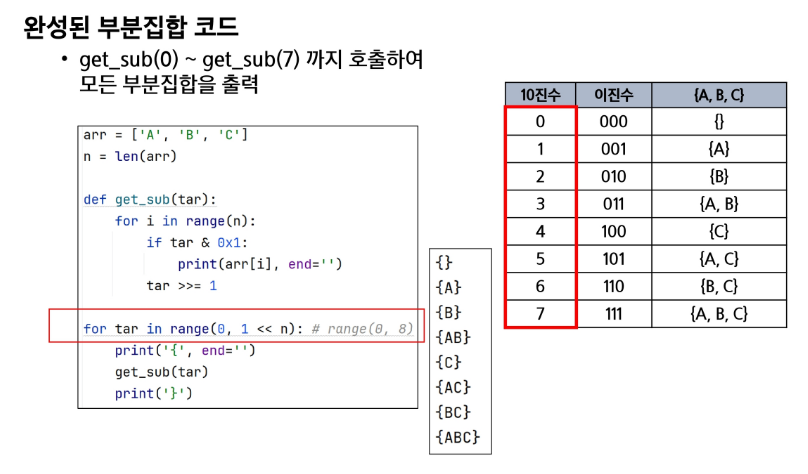 완성된 부분집합 코드
• get_sub(0) ~ get_sub(7) 까지 호출하여
모든 부분집합을 출력
arr = ['A', 'B', 'C']
n = len(arr)
def get_sub(tar):
for i in range(n):
if tar & 0x1:
print(arr[i], end='')
tar >>= 1
for tar in range(0, 1 << n): # range(0, 8)
print('{', end='')
get_sub(tar)
print('}')
{}
{A}
{B}
{AB}
{C}
{AC}
{BC}
{ABC}
10진수 이진수 {A, B, C}
0 000 {}
1 001 {A}
2 010 {B}
3 011 {A, B}
4 100 {C}
5 101 {A, C}
6 110 {B, C}
7 111 {A, B, C}